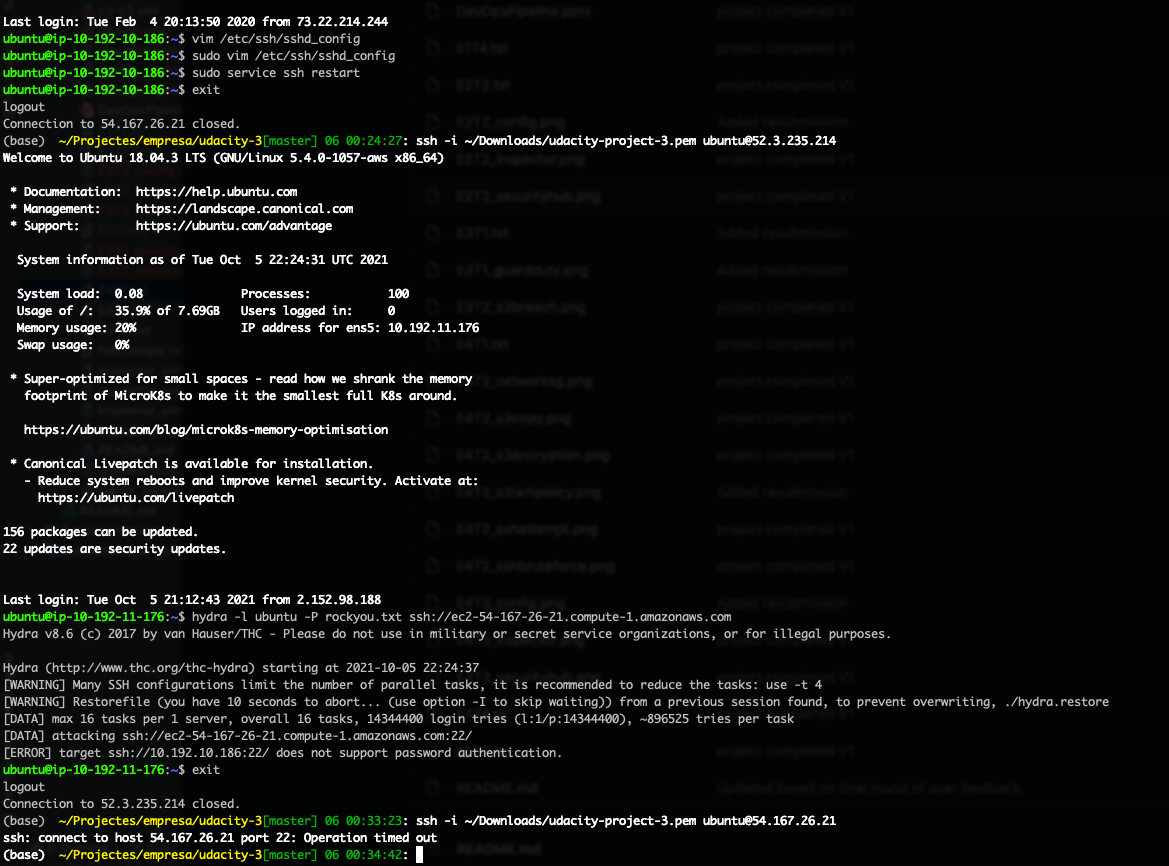 Last login: Tue Feb  4 20:13:50 2020 from 73.22.214.244
ubuntu@ip-10-192-10-186:~$ vim /etc/ssh/sshd_config
ubuntu@ip-10-192-10-186:~$ sudo vim /etc/ssh/sshd_config
ubuntu@ip-10-192-10-186:~$ sudo service ssh restart
ubuntu@ip-10-192-10-186:~$ exit
logout
Connection to 54.167.26.21 closed.
(base)  ~/Projectes/empresa/udacity-3[master] 06 00:24:27: ssh -i ~/Downloads/udacity-project-3.pem ubuntu@52.3.235.214
Welcome to Ubuntu 18.04.3 LTS (GNU/Linux 5.4.0-1057-aws x86_64)

 * Documentation:  https://help.ubuntu.com
 * Management:     https://landscape.canonical.com
 * Support:        https://ubuntu.com/advantage

  System information as of Tue Oct  5 22:24:31 UTC 2021

  System load:  0.08              Processes:           100
  Usage of /:   35.9% of 7.69GB   Users logged in:     0
  Memory usage: 20%               IP address for ens5: 10.192.11.176
  Swap usage:   0%

 * Super-optimized for small spaces - read how we shrank the memory
   footprint of MicroK8s to make it the smallest full K8s around.

   https://ubuntu.com/blog/microk8s-memory-optimisation

 * Canonical Livepatch is available for installation.
   - Reduce system reboots and improve kernel security. Activate at:
     https://ubuntu.com/livepatch

156 packages can be updated.
22 updates are security updates.


Last login: Tue Oct  5 21:12:43 2021 from 2.152.98.188
ubuntu@ip-10-192-11-176:~$ hydra -l ubuntu -P rockyou.txt ssh://ec2-54-167-26-21.compute-1.amazonaws.com
Hydra v8.6 (c) 2017 by van Hauser/THC - Please do not use in military or secret service organizations, or for illegal purposes.

Hydra (http://www.thc.org/thc-hydra) starting at 2021-10-05 22:24:37
[WARNING] Many SSH configurations limit the number of parallel tasks, it is recommended to reduce the tasks: use -t 4
[WARNING] Restorefile (you have 10 seconds to abort... (use option -I to skip waiting)) from a previous session found, to prevent overwriting, ./hydra.restore
[DATA] max 16 tasks per 1 server, overall 16 tasks, 14344400 login tries (l:1/p:14344400), ~896525 tries per task
[DATA] attacking ssh://ec2-54-167-26-21.compute-1.amazonaws.com:22/
[ERROR] target ssh://10.192.10.186:22/ does not support password authentication.
ubuntu@ip-10-192-11-176:~$ exit
logout
Connection to 52.3.235.214 closed.
(base)  ~/Projectes/empresa/udacity-3[master] 06 00:33:23: ssh -i ~/Downloads/udacity-project-3.pem ubuntu@54.167.26.21
ssh: connect to host 54.167.26.21 port 22: Operation timed out
(base)  ~/Projectes/empresa/udacity-3[master] 06 00:34:42: